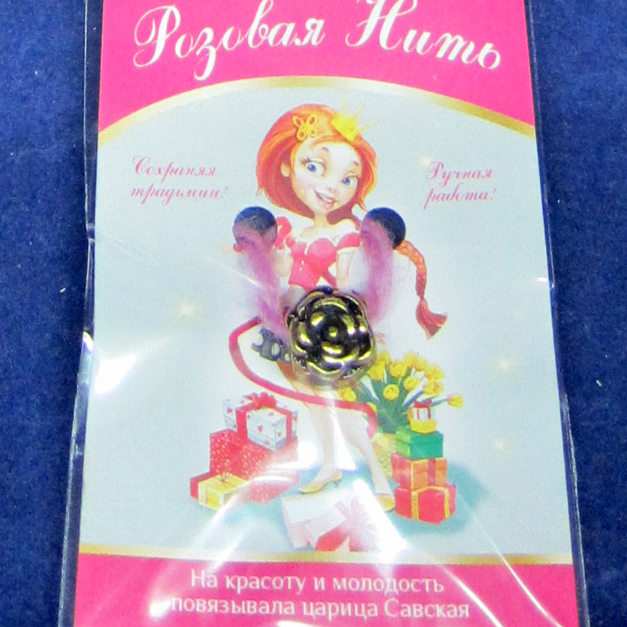 Розовая Нить
Сохраняя
традиции!
Ручная
работа!
На красоту и молодость
повязывала царица Савская